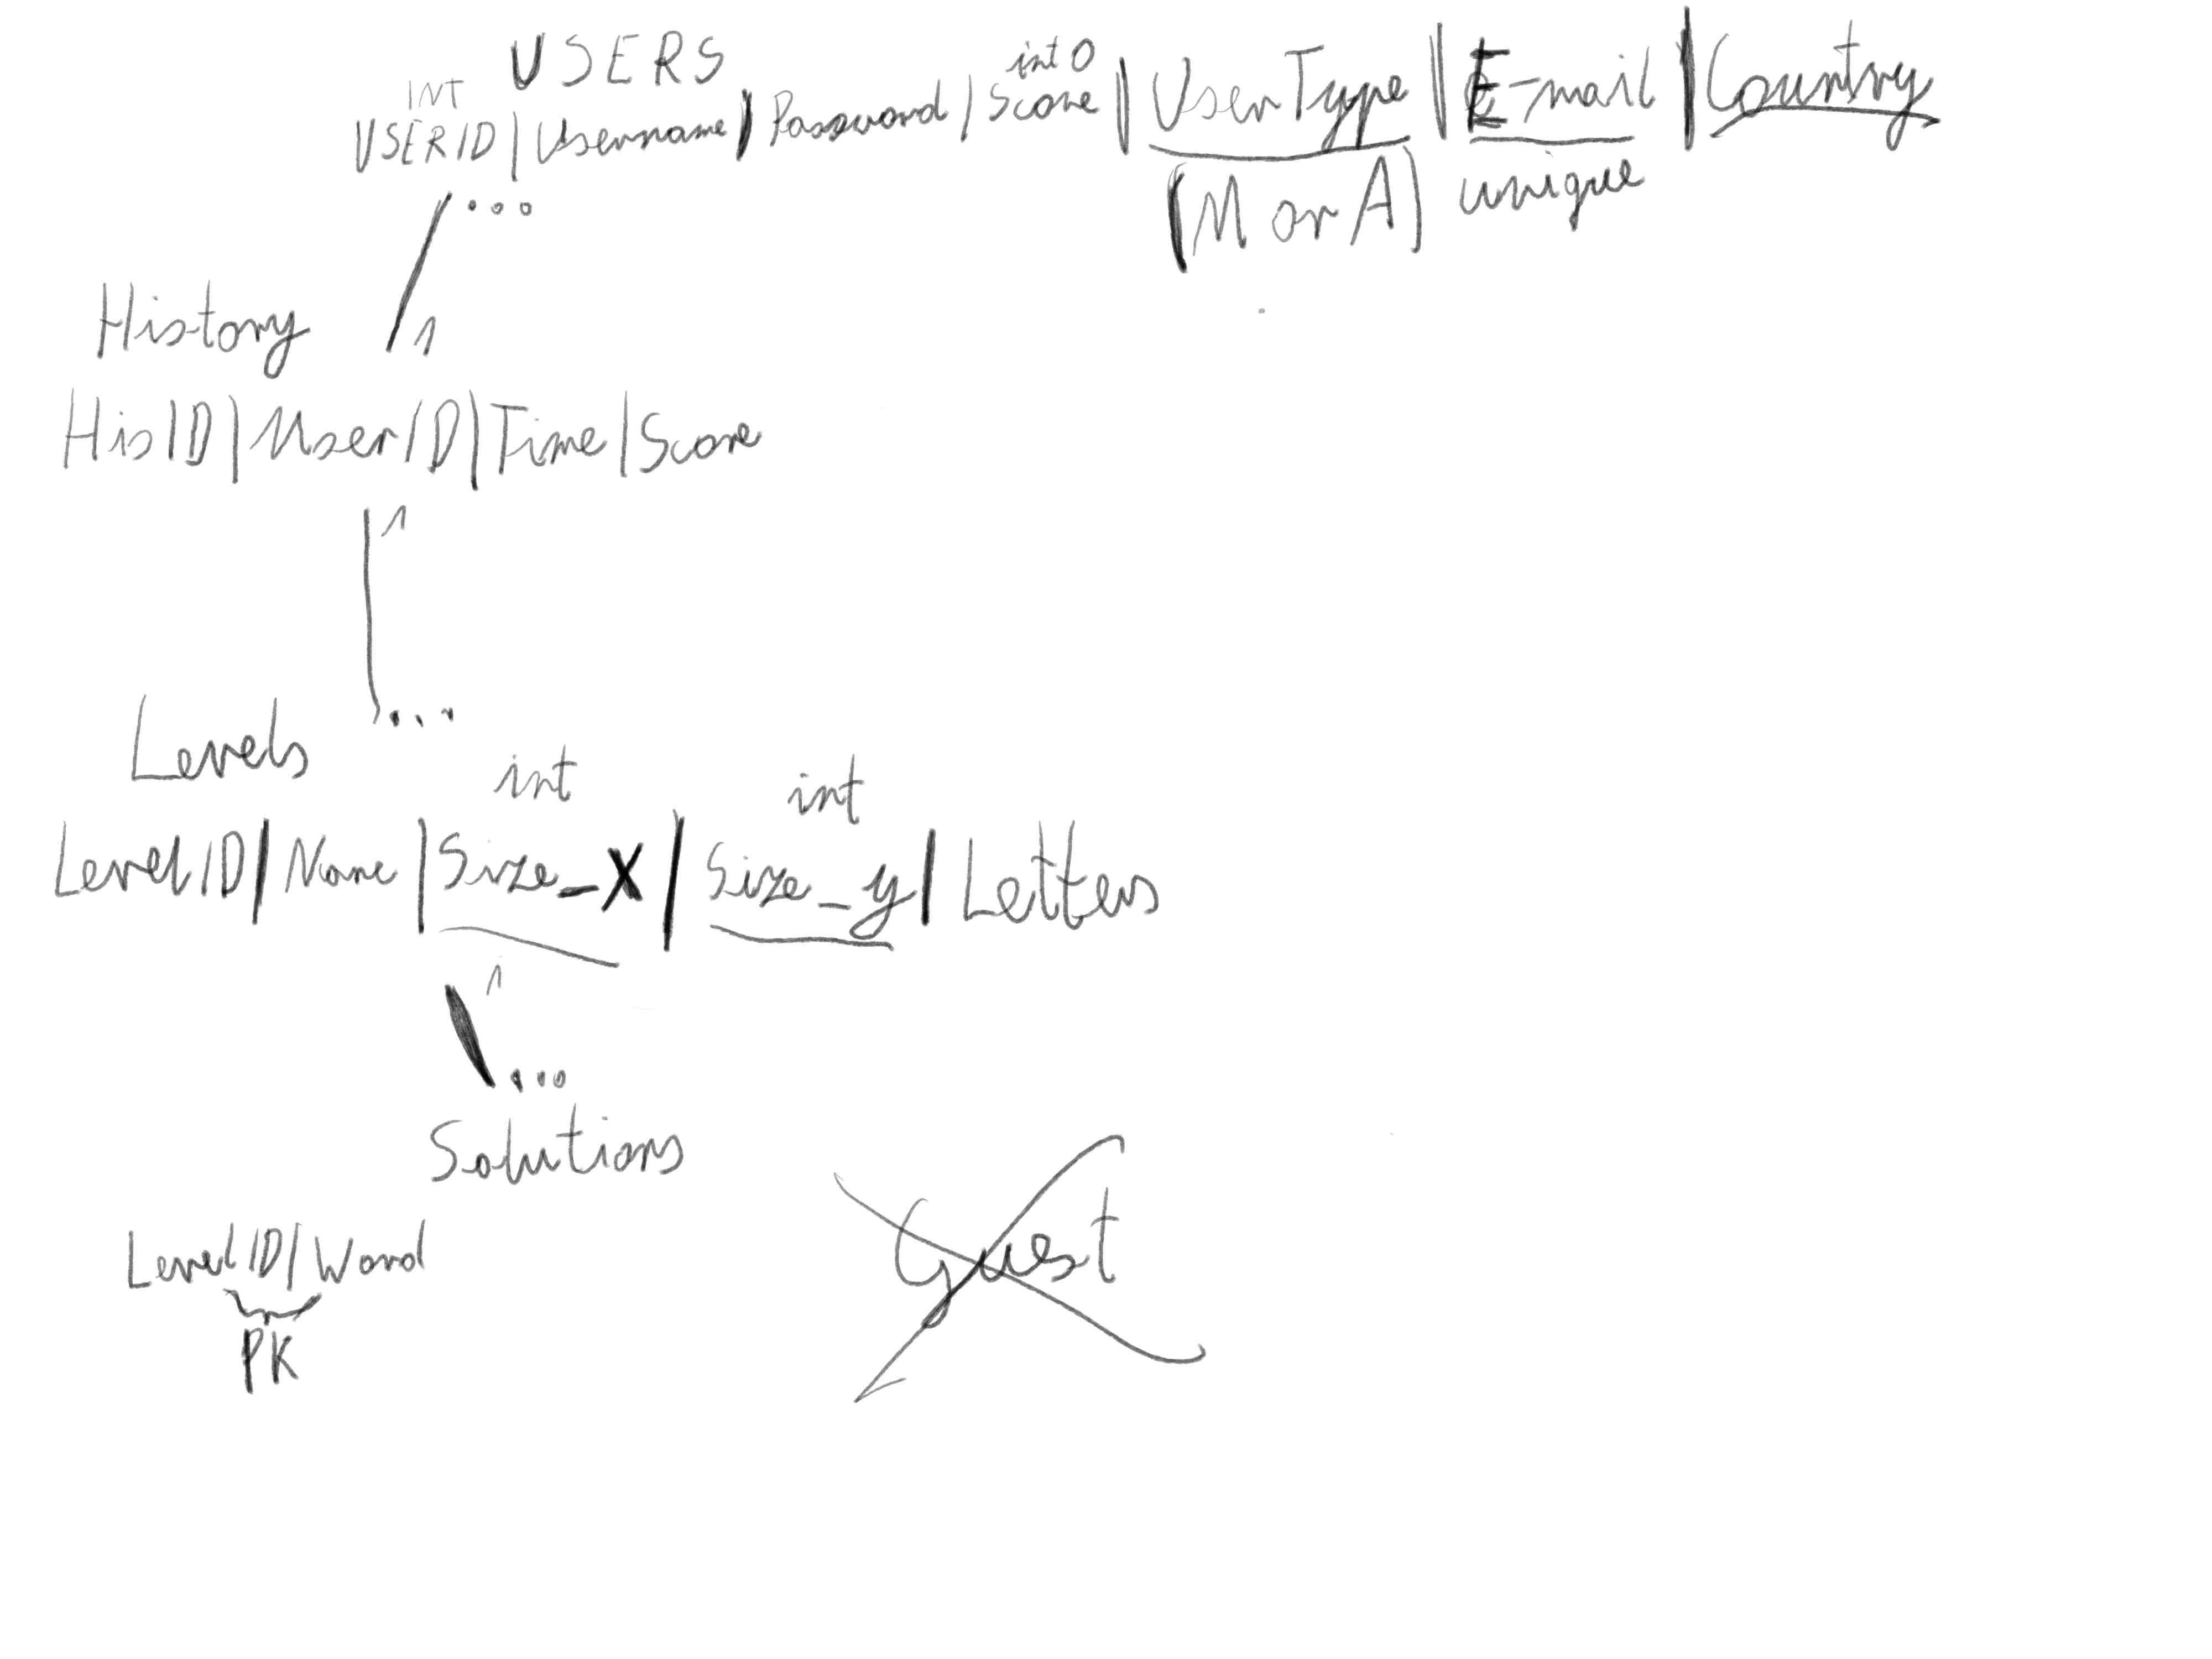 USERS
INT
int 0
USERID | Username | Password | Score | UserType | E-mail | Country
(M or A) unique
...
1
History
HisID | UserID | Time | Score
1
...
Levels
int int
LevelID | Name | Size_X | Size_y | Letters
1
...
Solutions
Guest
LevelID | Word
PK